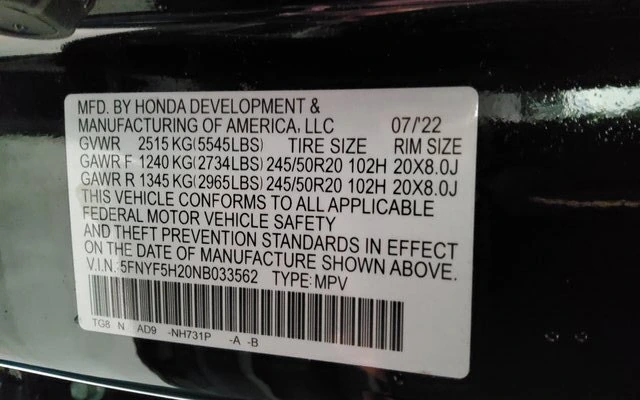 MFD. BY HONDA DEVELOPMENT &
MANUFACTURING OF AMERICA, LLC 07/'22
GVWR 2515 KG(5545LBS) TIRE SIZE RIM SIZE
GAWR F 1240 KG(2734LBS) 245/50R20 102H 20X8.0J
GAWR R 1345 KG(2965LBS) 245/50R20 102H 20X8.0J
THIS VEHICLE CONFORMS TO ALL APPLICABLE
FEDERAL MOTOR VEHICLE SAFETY
AND THEFT PREVENTION STANDARDS IN EFFECT
ON THE DATE OF MANUFACTURE SHOWN ABOVE.
V.I.N.:5FNYF5H20NB033562 TYPE: MPV
TG8 N AD9 -NH731P -A -B